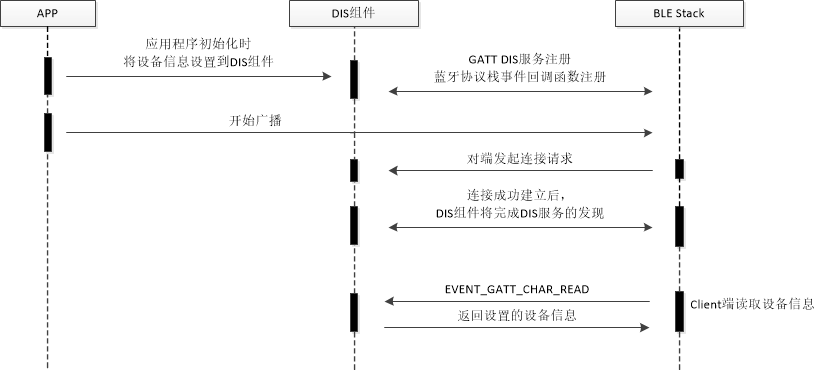 APP
DIS组件
BLE Stack
应用程序初始化时
将设备信息设置到DIS组件
GATT DIS服务注册
蓝牙协议栈事件回调函数注册
开始广播
对端发起连接请求
连接成功建立后，
DIS组件将完成DIS服务的发现
EVENT_GATT_CHAR_READ
Client端读取设备信息
返回设置的设备信息